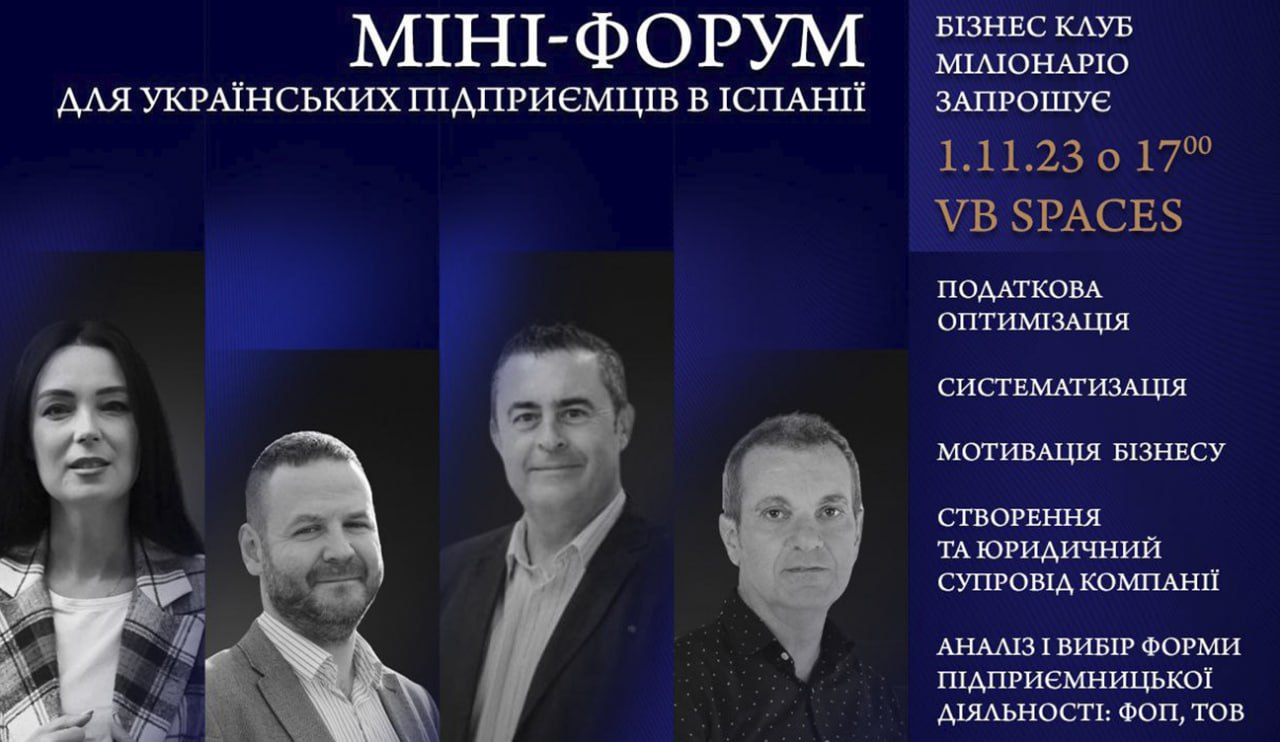 МІНІ-ФОРУМ
ДЛЯ УКРАЇНСЬКИХ ПІДПРИЄМЦІВ В ІСПАНІЇ
БІЗНЕС КЛУБ
МІЛІОНАРІО
ЗАПРОШУЄ
1.11.23 о 17⁰⁰
VB SPACES
ПОДАТКОВА
ОПТИМІЗАЦІЯ
СИСТЕМАТИЗАЦІЯ
МОТИВАЦІЯ БІЗНЕСУ
СТВОРЕННЯ
ТА ЮРИДИЧНИЙ
СУПРОВІД КОМПАНІЇ
АНАЛІЗ І ВИБІР ФОРМИ
ПІДПРИЄМНИЦЬКОЇ
ДІЯЛЬНОСТІ: ФОП, ТОВ